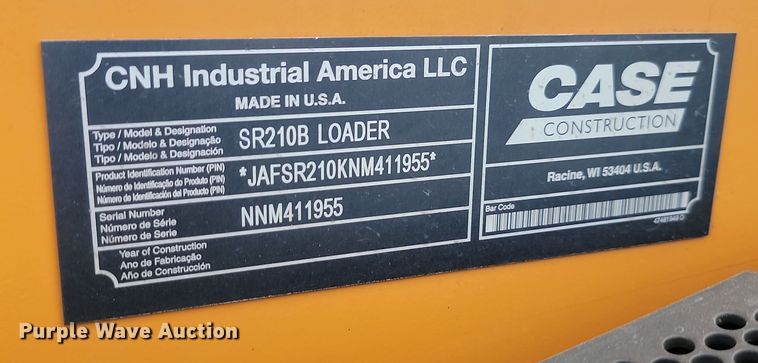 CNH Industrial America LLC
MADE IN U.S.A.
Type / Model & Designation
Tipo / Modelo & Designação
Tipo / Modelo & Designación
SR210B LOADER
Product Identification Number (PIN)
Número de Identificação do Produto (PIN)
Número de Identificación del Producto (PIN)
*JAFSR210KNM411955*
Serial Number
Número de Série
Número de Serie
NNM411955
Year of Construction
Ano de Fabricação
Año de Construcción
CASE
CONSTRUCTION
Racine, WI 53404 U.S.A.
Bar Code
Purple Wave Auction